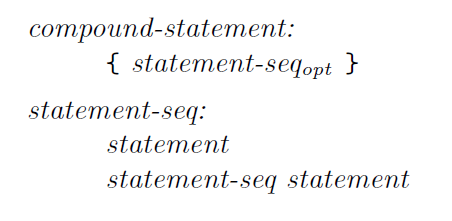 compound-statement:
{ statement-seqopt }
statement-seq:
statement
statement-seq statement